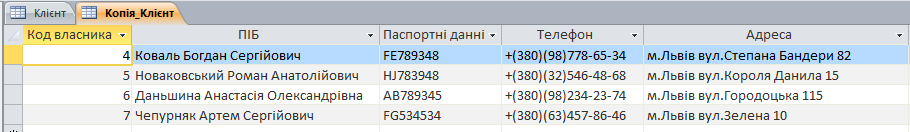 Клієнт Копія_Клієнт
Код власника ПІБ Паспортні данні Телефон Адреса
4 Коваль Богдан Сергійович FE789348 +(380)(98)778-65-34 м.Львів вул.Степана Бандери 82
5 Новаковський Роман Анатолійович HJ783948 +(380)(32)546-48-68 м.Львів вул.Короля Данила 15
6 Даньшина Анастасія Олександрівна AB789345 +(380)(98)234-23-74 м.Львів вул.Городоцька 115
7 Чепурняк Артем Сергійович FG534534 +(380)(63)457-86-46 м.Львів вул.Зелена 10